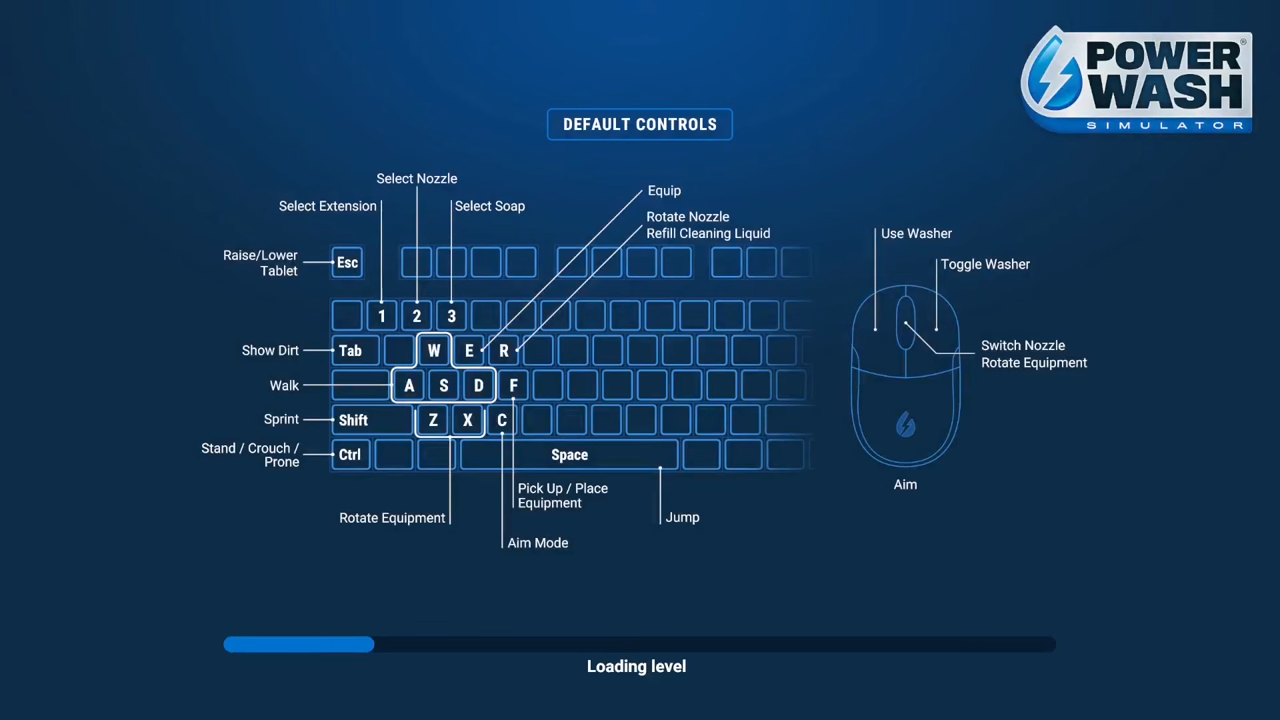 POWER
WASH®
SIMULATOR
DEFAULT CONTROLS
Select Nozzle
Select Extension
Select Soap
Equip
Rotate Nozzle
Refill Cleaning Liquid
Raise/Lower
Tablet
Esc
1 2 3
Show Dirt
Tab W E R
Walk
A S D F
Sprint
Shift Z X C
Stand / Crouch /
Prone
Ctrl Space
Pick Up / Place
Equipment
Rotate Equipment
Jump
Aim Mode
Use Washer
Toggle Washer
Switch Nozzle
Rotate Equipment
Aim
Loading level